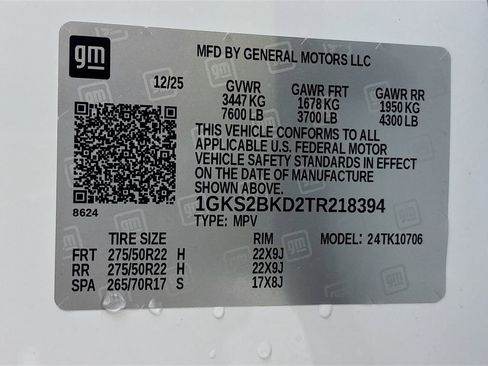 gm
MFD BY GENERAL MOTORS LLC
12/25 GVWR GAWR FRT GAWR RR
3447 KG 1678 KG 1950 KG
7600 LB 3700 LB 4300 LB
THIS VEHICLE CONFORMS TO ALL
APPLICABLE U.S. FEDERAL MOTOR
VEHICLE SAFETY STANDARDS IN EFFECT
ON THE DATE OF MANUFACTURE
SHOWN ABOVE.
8624
1GKS2BKD2TR218394
TYPE: MPV
TIRE SIZE RIM MODEL: 24TK10706
FRT 275/50R22 H 22X9J
RR 275/50R22 H 22X9J
SPA 265/70R17 S 17X8J